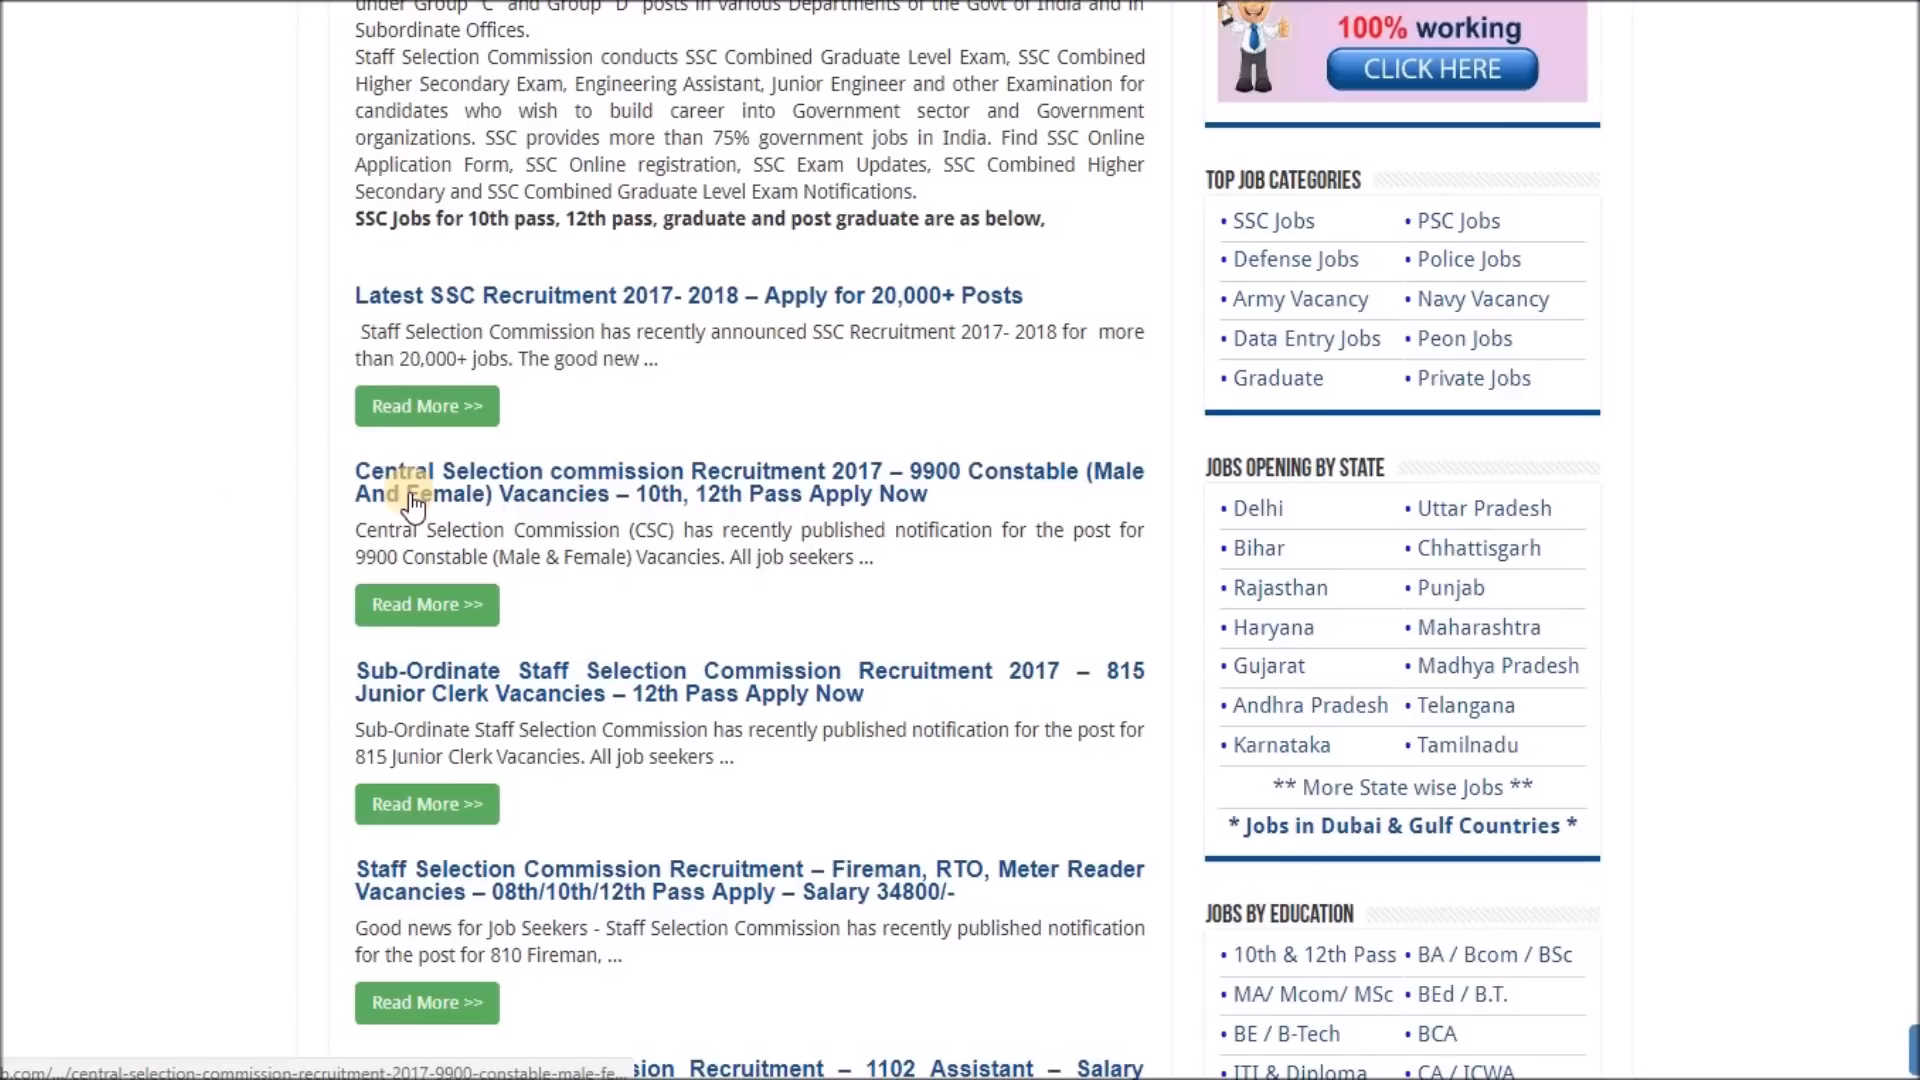 under Group "C" and Group "D" posts in various Departments of the Govt of India and in
Subordinate Offices.
Staff Selection Commission conducts SSC Combined Graduate Level Exam, SSC Combined
Higher Secondary Exam, Engineering Assistant, Junior Engineer and other Examination for
candidates who wish to build career into Government sector and Government
organizations. SSC provides more than 75% government jobs in India. Find SSC Online
Application Form, SSC Online registration, SSC Exam Updates, SSC Combined Higher
Secondary and SSC Combined Graduate Level Exam Notifications.
SSC Jobs for 10th pass, 12th pass, graduate and post graduate are as below,
Latest SSC Recruitment 2017- 2018 – Apply for 20,000+ Posts
Staff Selection Commission has recently announced SSC Recruitment 2017- 2018 for more
than 20,000+ jobs. The good new ...
Read More >>
Central Selection commission Recruitment 2017 – 9900 Constable (Male
And Female) Vacancies – 10th, 12th Pass Apply Now
Central Selection Commission (CSC) has recently published notification for the post for
9900 Constable (Male & Female) Vacancies. All job seekers ...
Read More >>
Sub-Ordinate Staff Selection Commission Recruitment 2017 – 815
Junior Clerk Vacancies – 12th Pass Apply Now
Sub-Ordinate Staff Selection Commission has recently published notification for the post for
815 Junior Clerk Vacancies. All job seekers ...
Read More >>
Staff Selection Commission Recruitment – Fireman, RTO, Meter Reader
Vacancies – 08th/10th/12th Pass Apply – Salary 34800/-
Good news for Job Seekers - Staff Selection Commission has recently published notification
for the post for 810 Fireman, ...
Read More >>
sion Recruitment – 1102 Assistant – Salary
b.com/.../central-selection-commission-recruitment-2017-9900-constable-male-fe...
100% working
CLICK HERE
TOP JOB CATEGORIES
• SSC Jobs • PSC Jobs
• Defense Jobs • Police Jobs
• Army Vacancy • Navy Vacancy
• Data Entry Jobs • Peon Jobs
• Graduate • Private Jobs
JOBS OPENING BY STATE
• Delhi • Uttar Pradesh
• Bihar • Chhattisgarh
• Rajasthan • Punjab
• Haryana • Maharashtra
• Gujarat • Madhya Pradesh
• Andhra Pradesh • Telangana
• Karnataka • Tamilnadu
** More State wise Jobs **
* Jobs in Dubai & Gulf Countries *
JOBS BY EDUCATION
• 10th & 12th Pass • BA / Bcom / BSc
• MA/ Mcom/ MSc • BEd / B.T.
• BE / B-Tech • BCA
• ITI & Diploma • CA / ICWA